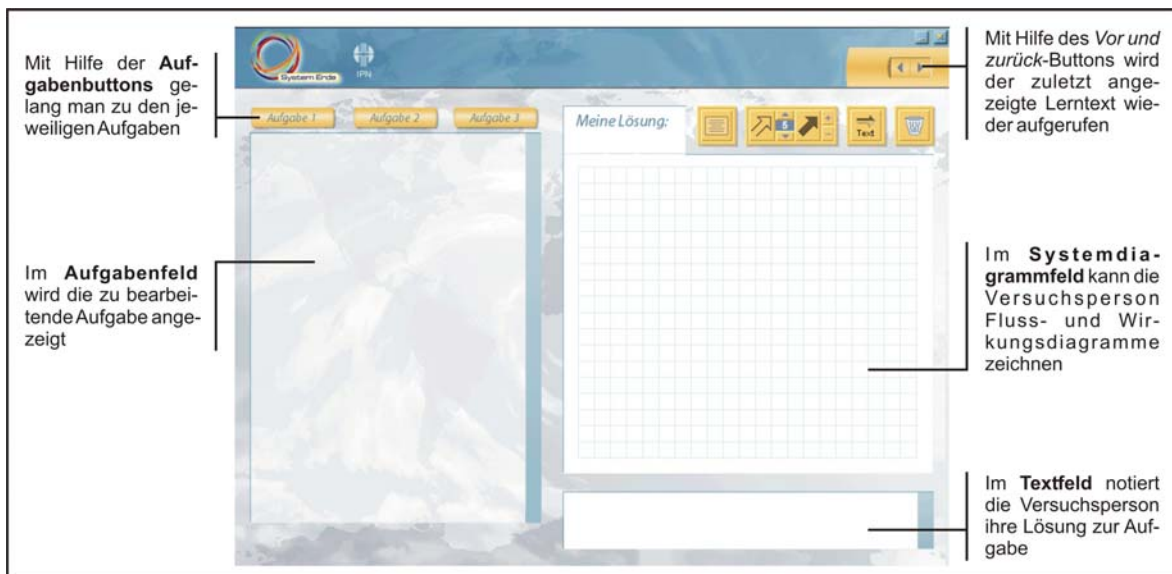 Mit Hilfe der Auf-
gabenbuttons ge-
lang man zu den je-
weiligen Aufgaben
Im Aufgabenfeld
wird die zu bearbei-
tende Aufgabe ange-
zeigt
System Erde
IPN
Aufgabe 1
Aufgabe 2
Aufgabe 3
Meine Lösung:
5
+
-
Text
Mit Hilfe des Vor und
zurück-Buttons wird
der zuletzt ange-
zeigte Lerntext wie-
der aufgerufen
Im Systemdia-
grammfeld kann die
Versuchsperson
Fluss- und Wir-
kungsdiagramme
zeichnen
Im Textfeld notiert
die Versuchsperson
ihre Lösung zur Auf-
gabe